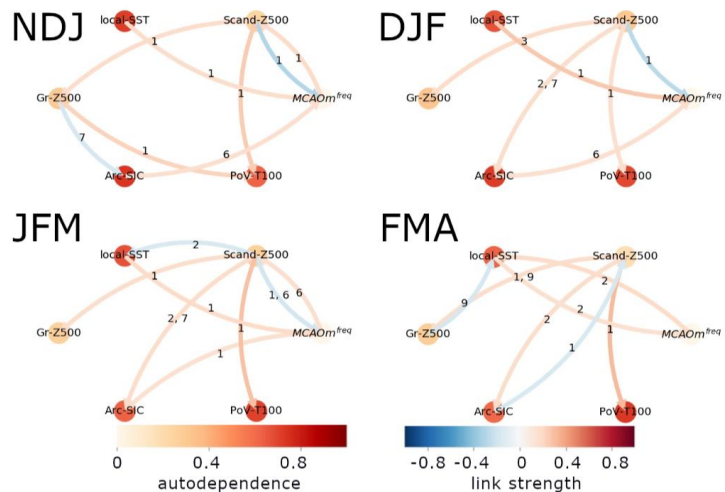 NDJ
local-SST
Scand-Z500
1
1
1
1
1
Gr-Z500
MCAOm^freq
7
1
6
Arc-SIC
PoV-T100
DJF
local-SST
Scand-Z500
3
1
1
2, 7
1
Gr-Z500
MCAOm^freq
6
Arc-SIC
PoV-T100
JFM
2
local-SST
Scand-Z500
1
1, 6
6
1
2, 7
1
Gr-Z500
MCAOm^freq
1
Arc-SIC
PoV-T100
FMA
local-SST
Scand-Z500
1, 9
2
9
2
2
1
Gr-Z500
MCAOm^freq
1
Arc-SIC
PoV-T100
0 0.4 0.8
autodependence
-0.8 -0.4 0 0.4 0.8
link strength